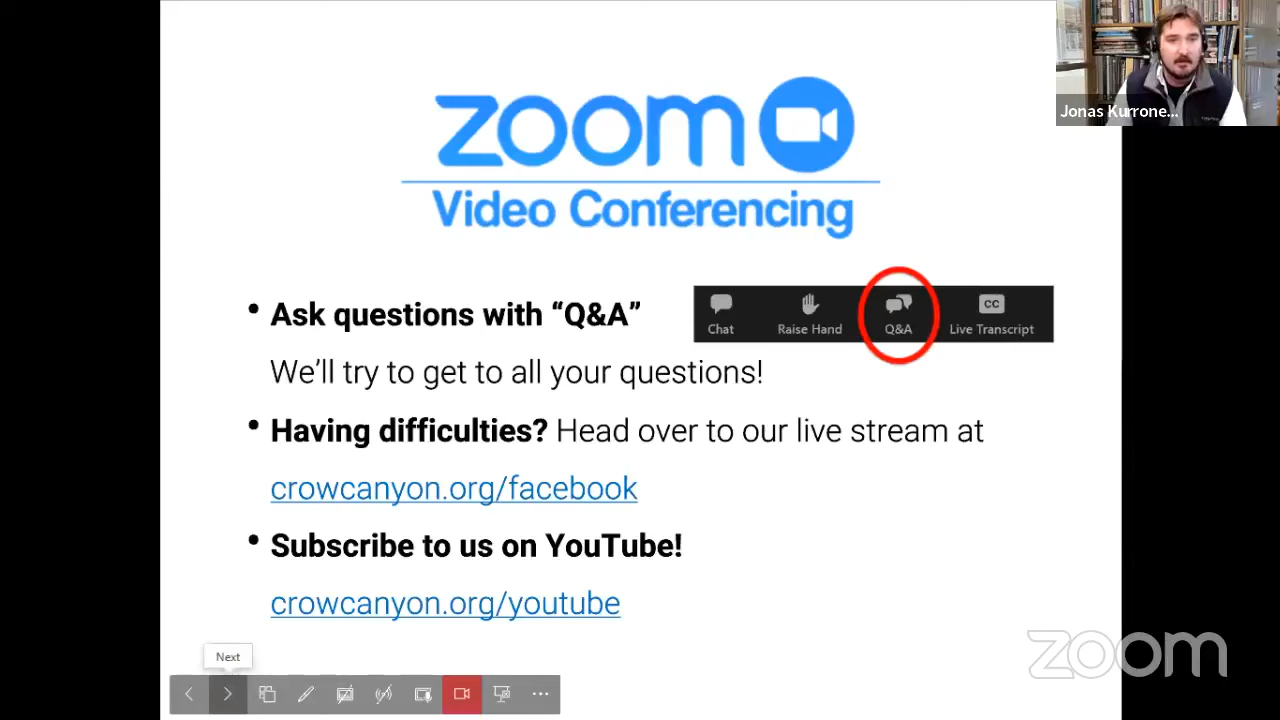 zoom
Video Conferencing
Jonas Kurrone...
• Ask questions with “Q&A”
Chat
Raise Hand
Q&A
CC
Live Transcript
We’ll try to get to all your questions!
• Having difficulties? Head over to our live stream at
crowcanyon.org/facebook
• Subscribe to us on YouTube!
crowcanyon.org/youtube
Next
zoom